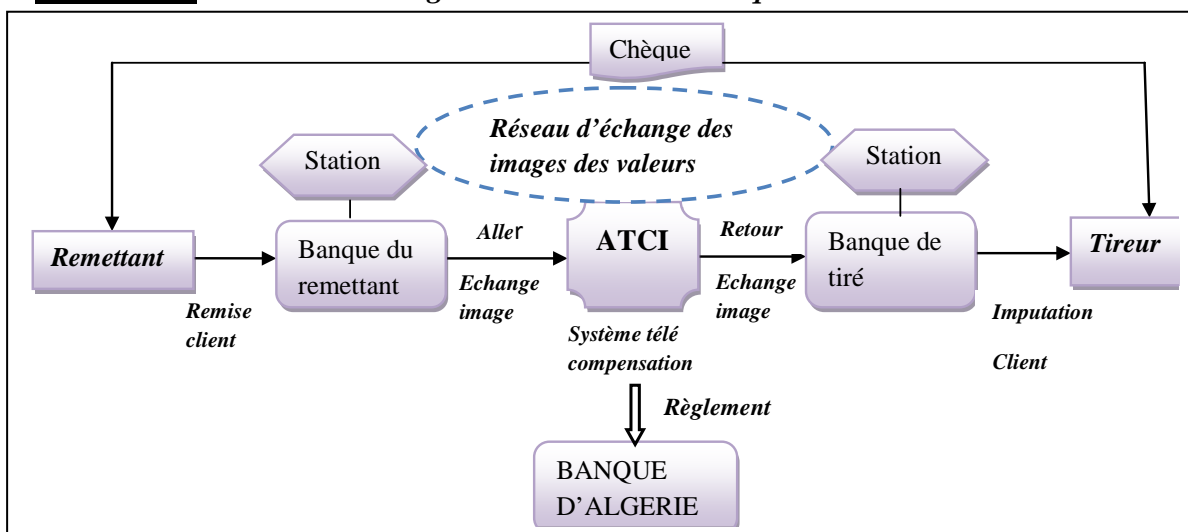 Chèque
Réseau d'échange des
images des valeurs
Station
Station
Remettant
Banque du
remettant
Aller
Echange
image
ATCI
Retour
Echange
image
Banque de
tiré
Tireur
Remise
client
Système télé
compensation
Imputation
Client
Règlement
BANQUE
D'ALGERIE